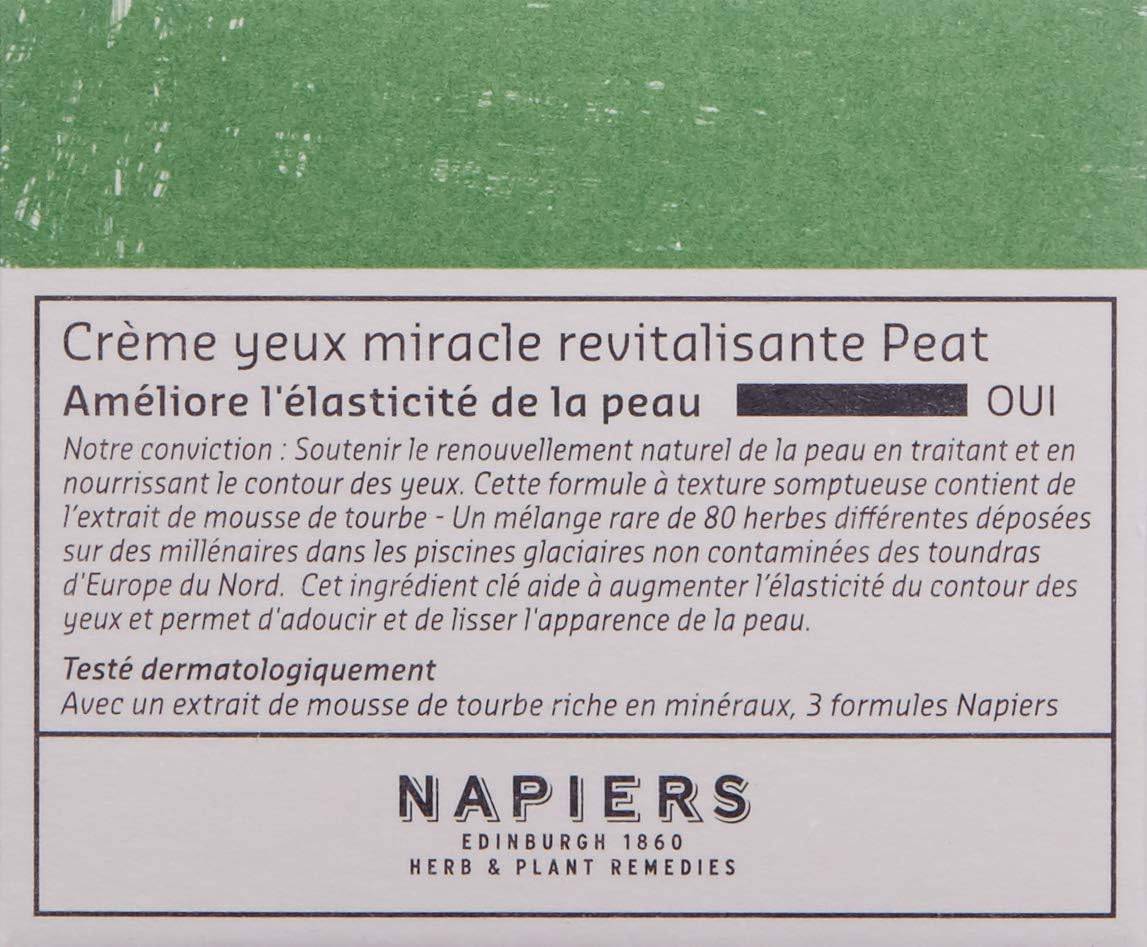 Crème yeux miracle revitalisante Peat
Améliore l'élasticité de la peau OUI
Notre conviction : Soutenir le renouvellement naturel de la peau en traitant et en
nourrissant le contour des yeux. Cette formule à texture somptueuse contient de
l'extrait de mousse de tourbe - Un mélange rare de 80 herbes différentes déposées
sur des millénaires dans les piscines glaciaires non contaminées des toundras
d'Europe du Nord. Cet ingrédient clé aide à augmenter l'élasticité du contour des
yeux et permet d'adoucir et de lisser l'apparence de la peau.
Testé dermatologiquement
Avec un extrait de mousse de tourbe riche en minéraux, 3 formules Napiers
NAPIERS
EDINBURGH 1860
HERB & PLANT REMEDIES